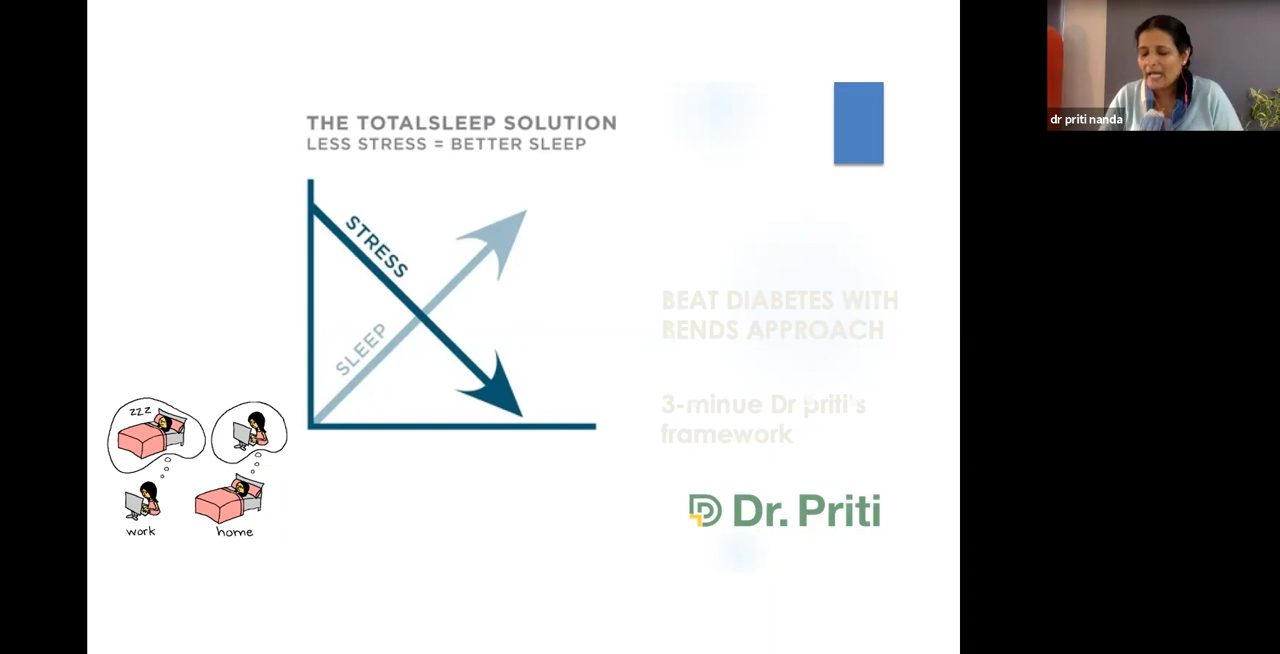 THE TOTALSLEEP SOLUTION
LESS STRESS = BETTER SLEEP
STRESS
SLEEP
zzz
work
home
BEAT DIABETES WITH
BENDS APPROACH
3-minue Dr priti's
framework
Dr. Priti
dr priti nanda